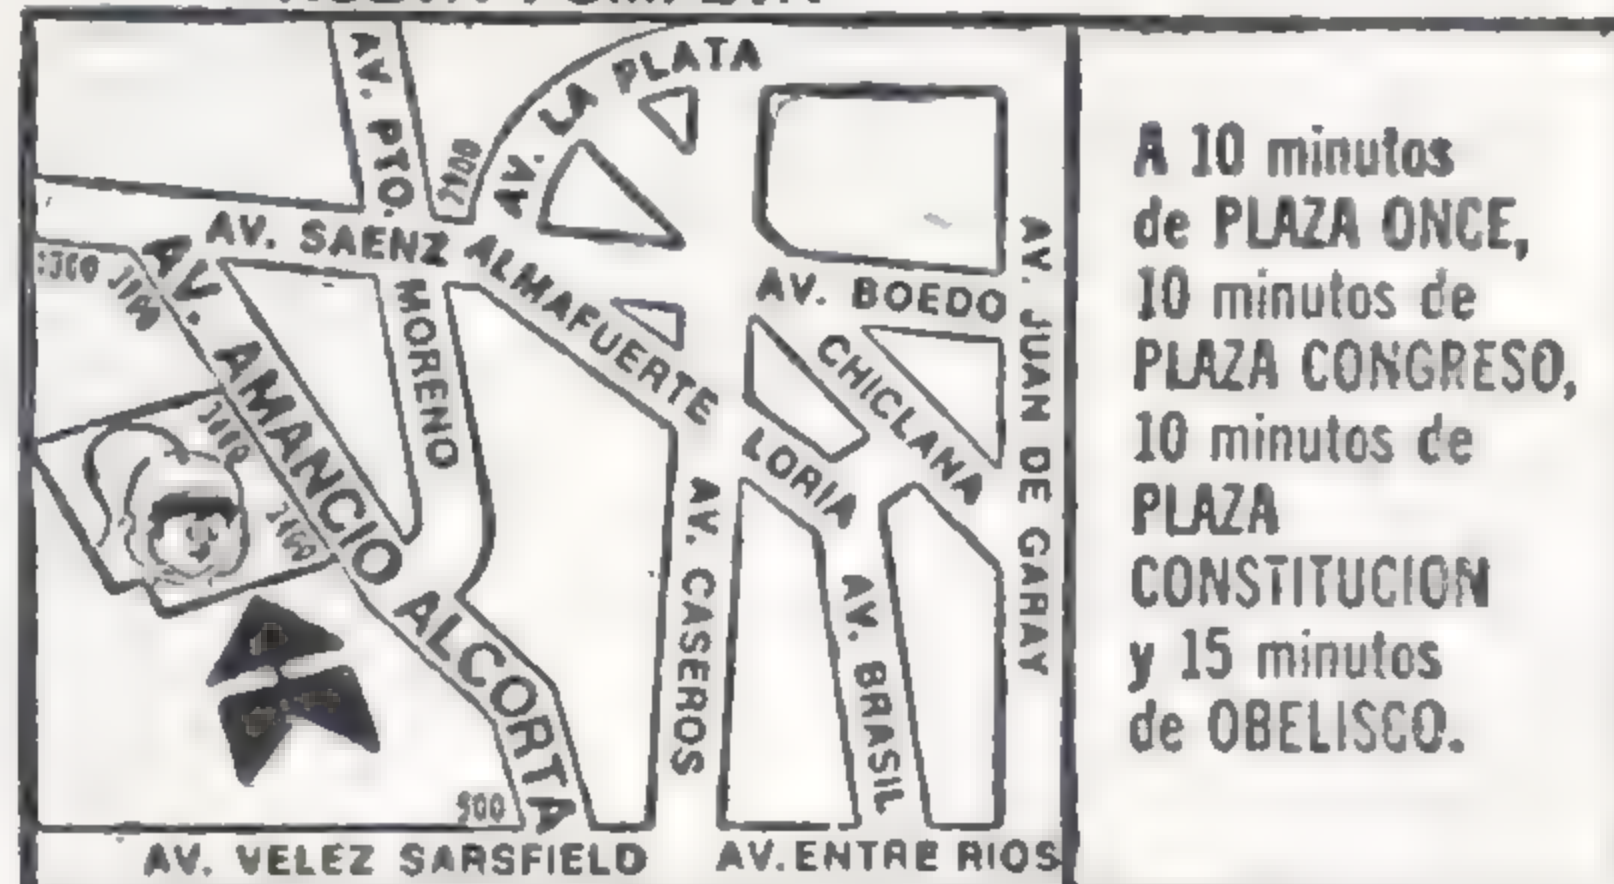 AV. PTO.
MORENO
AV. LA PLATA
AV. SAENZ
ALMAFUERTE
AV. AMANCIO ALCORTA
AV. BOEDO
CHICLANA
LORIA
AV. JUAN DE GARAY
AV. CASEROS
AV. BRASIL
900
AV. VELEZ SARSFIELD
AV. ENTRE RIOS
A 10 minutos
de PLAZA ONCE,
10 minutos de
PLAZA CONGRESO,
10 minutos de
PLAZA
CONSTITUCION
y 15 minutos
de OBELISCO.